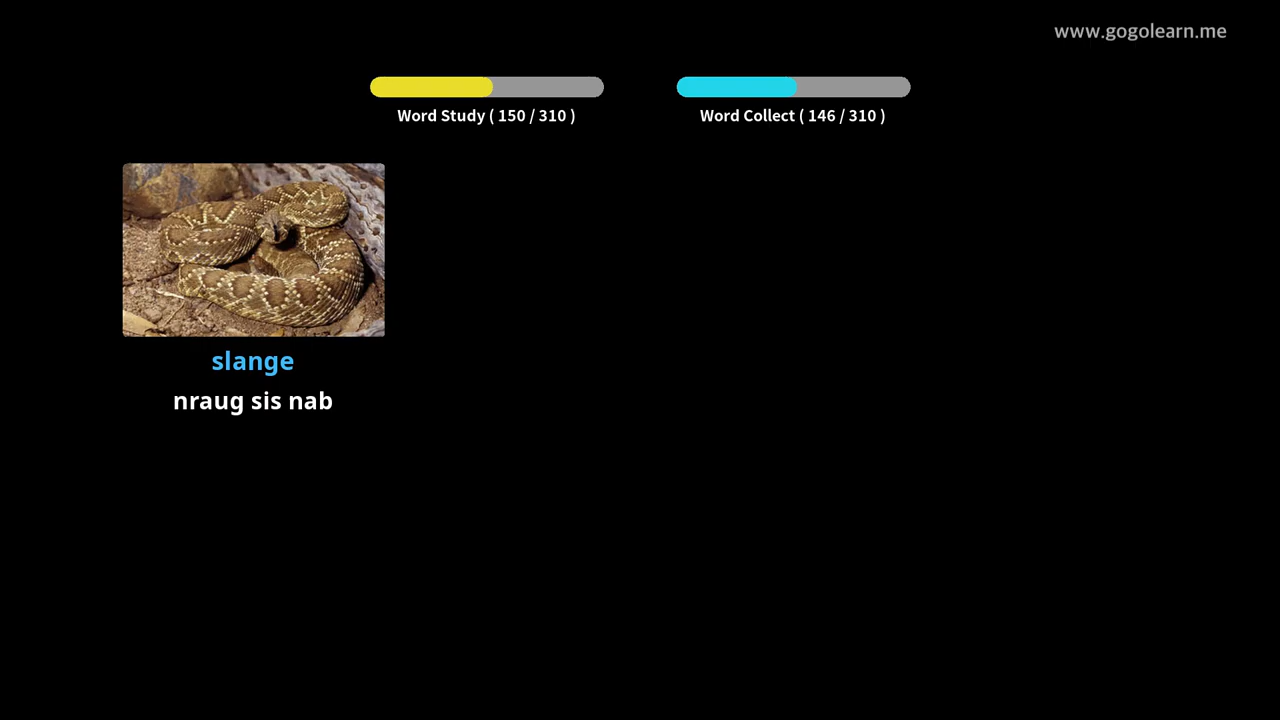 www.gogolearn.me
Word Study ( 150 / 310 )
Word Collect ( 146 / 310 )
slange
nraug sis nab